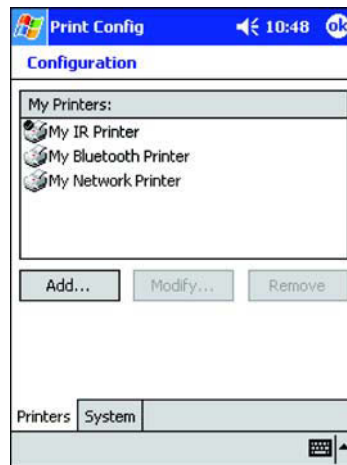 Print Config 10:48 ok
Configuration
My Printers:
My IR Printer
My Bluetooth Printer
My Network Printer
Add... Modify... Remove
Printers System